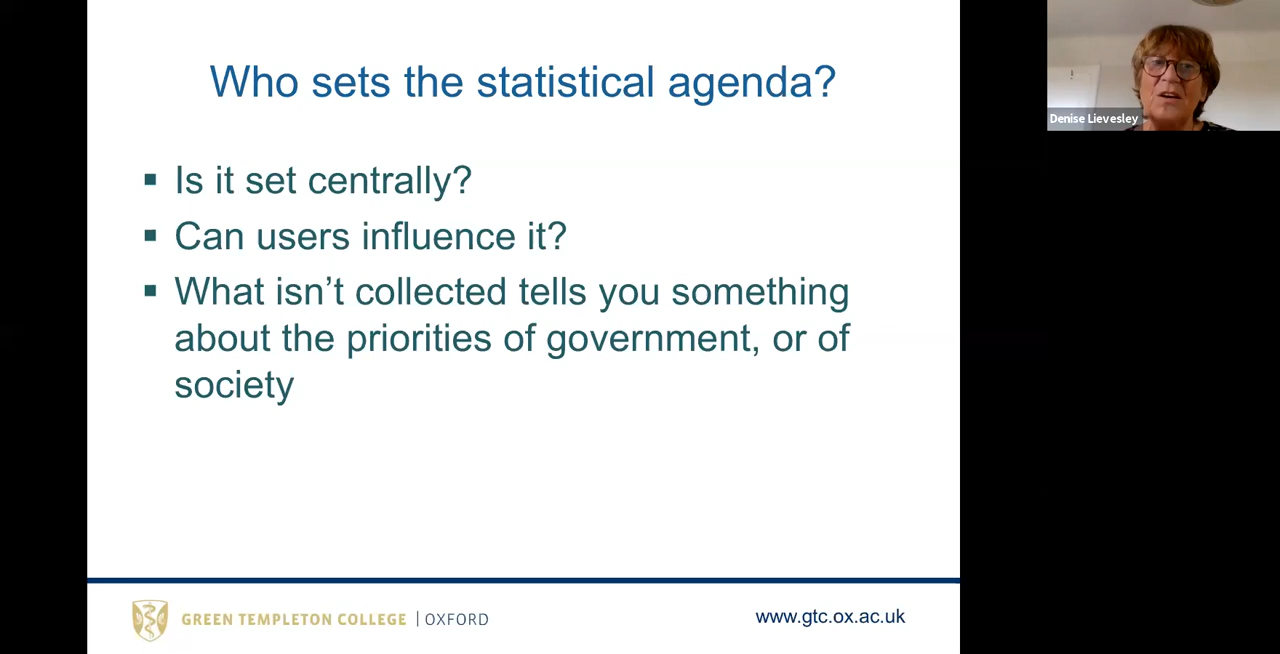 Who sets the statistical agenda?
Denise Lievesley
▪ Is it set centrally?
▪ Can users influence it?
▪ What isn’t collected tells you something
about the priorities of government, or of
society
GREEN TEMPLETON COLLEGE | OXFORD
www.gtc.ox.ac.uk